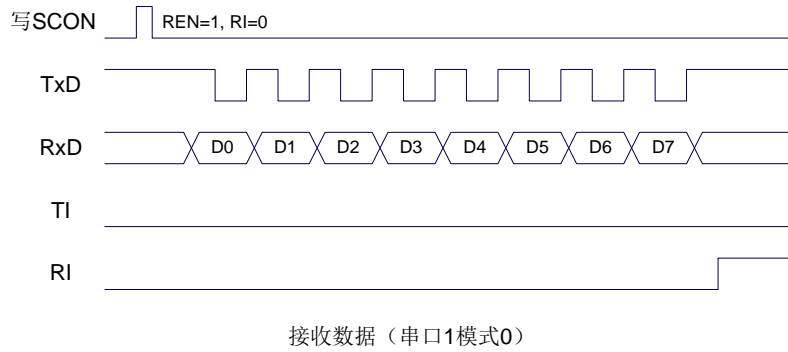 写SCON REN=1, RI=0
TxD
RxD D0 D1 D2 D3 D4 D5 D6 D7
TI
RI
接收数据（串口1模式0）